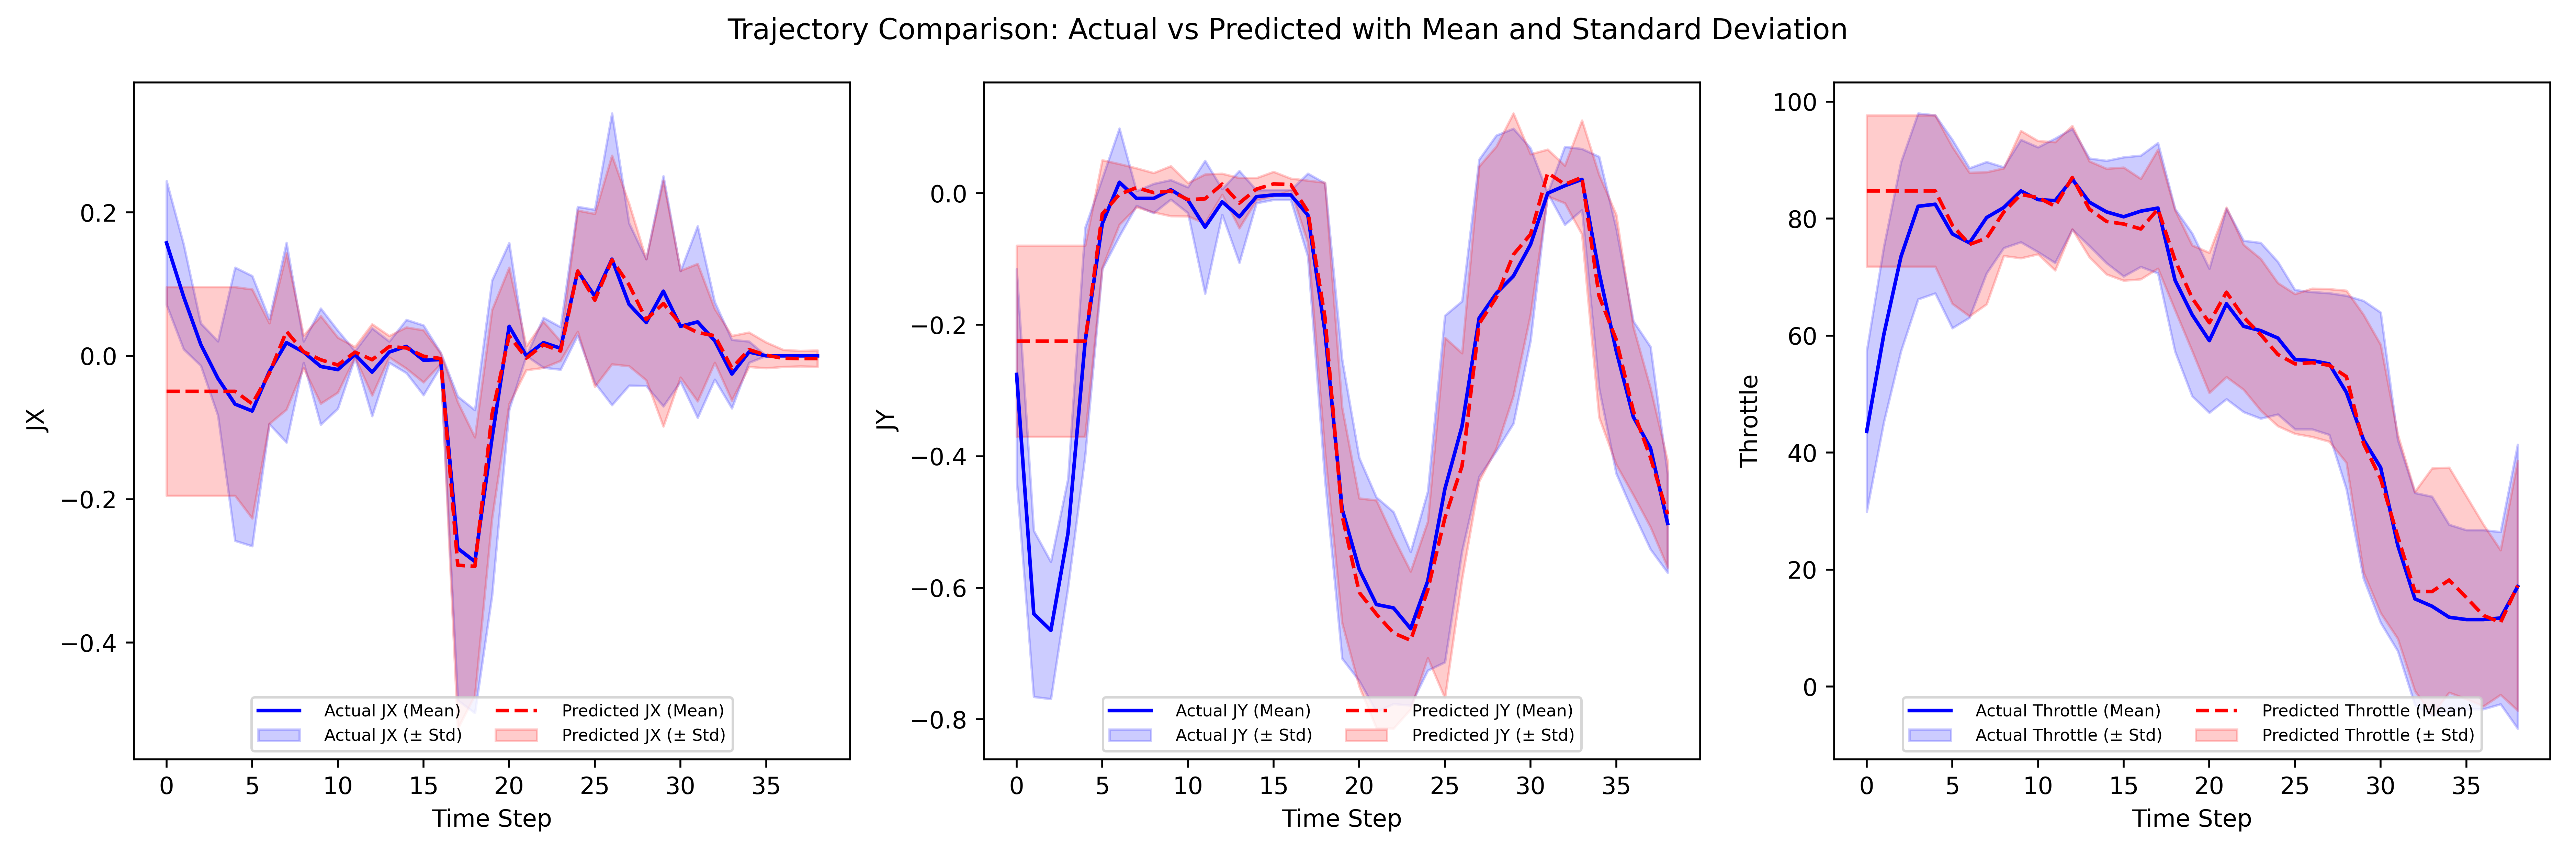 Trajectory Comparison: Actual vs Predicted with Mean and Standard Deviation
JX
0.2
0.0
−0.2
−0.4
Actual JX (Mean)
Actual JX (± Std)
Predicted JX (Mean)
Predicted JX (± Std)
0 5 10 15 20 25 30 35
Time Step
JY
0.0
−0.2
−0.4
−0.6
−0.8
Actual JY (Mean)
Actual JY (± Std)
Predicted JY (Mean)
Predicted JY (± Std)
0 5 10 15 20 25 30 35
Time Step
Throttle
100
80
60
40
20
0
Actual Throttle (Mean)
Actual Throttle (± Std)
Predicted Throttle (Mean)
Predicted Throttle (± Std)
0 5 10 15 20 25 30 35
Time Step